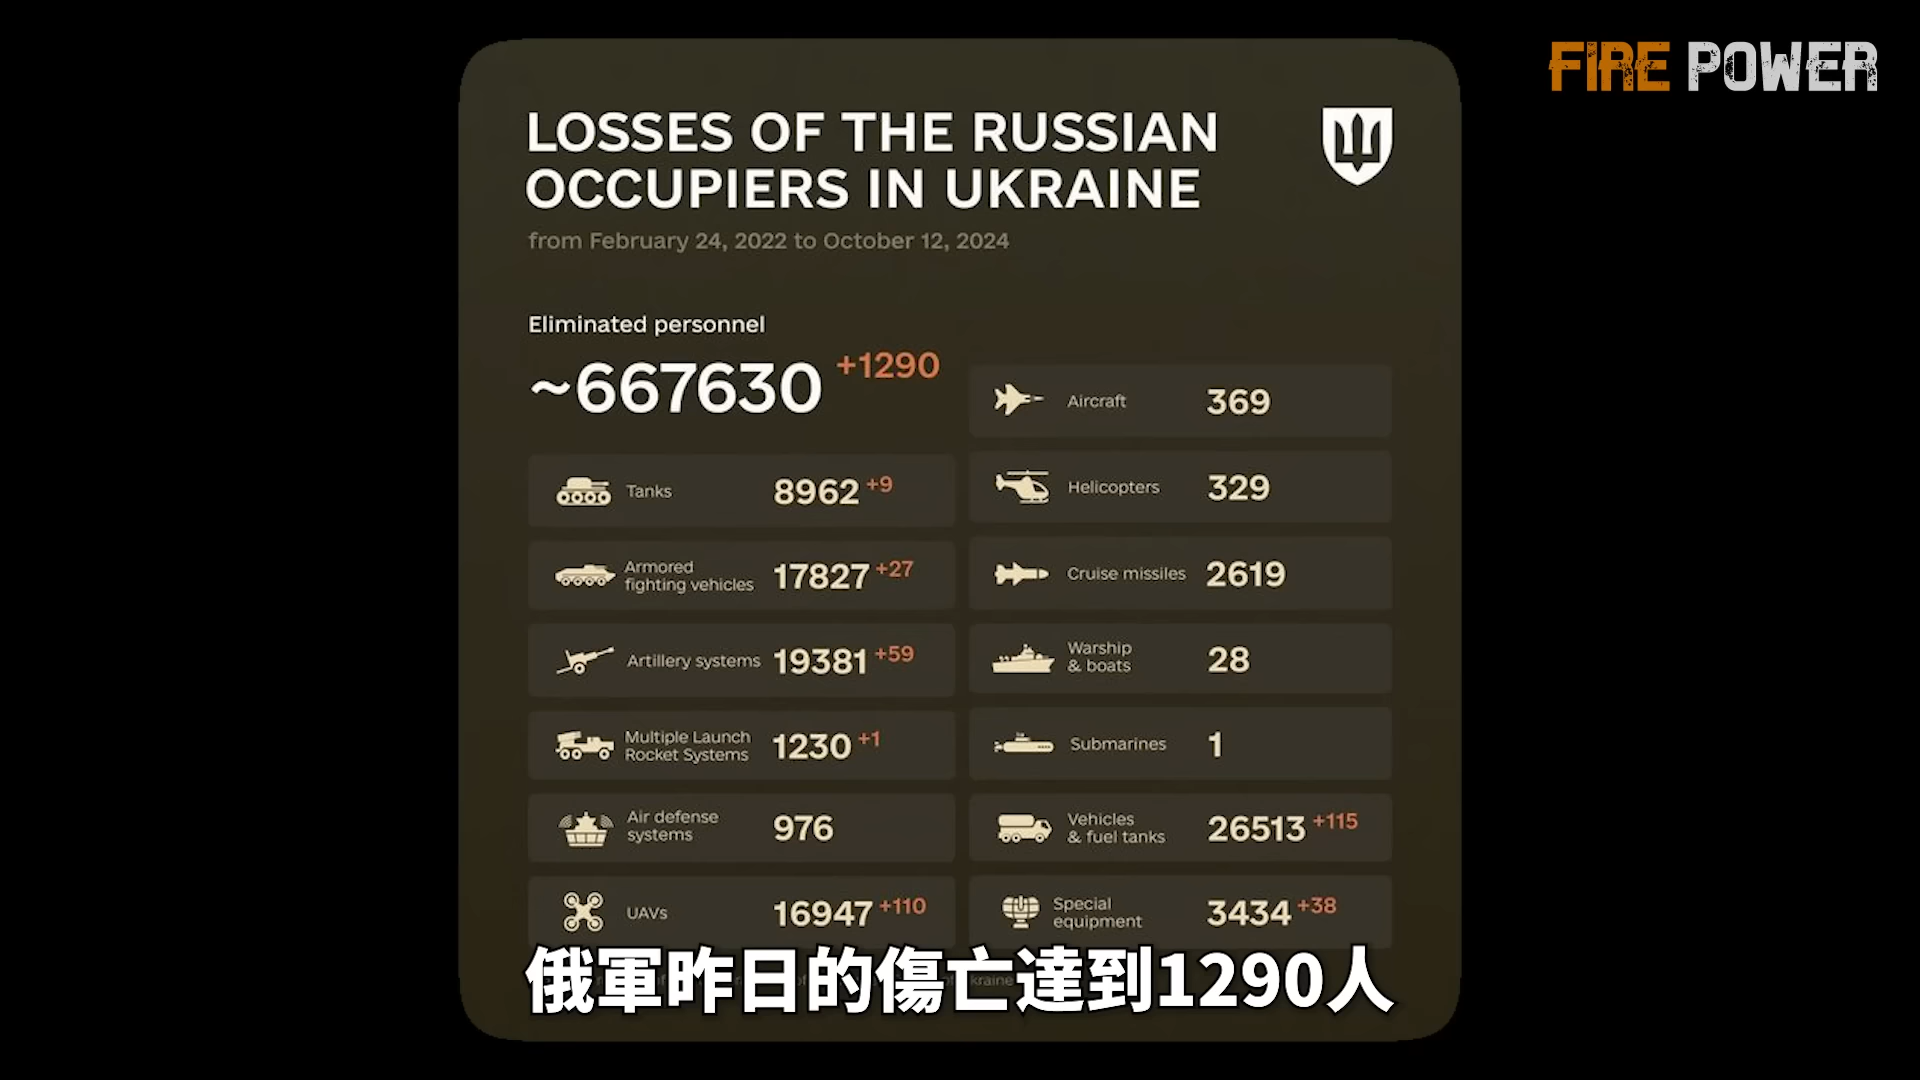 FIRE POWER
LOSSES OF THE RUSSIAN
OCCUPIERS IN UKRAINE
from February 24, 2022 to October 12, 2024
Eliminated personnel
~667630 +1290
Tanks 8962 +9
Armored
fighting vehicles 17827 +27
Artillery systems 19381 +59
Multiple Launch
Rocket Systems 1230 +1
Air defense
systems 976
UAVs 16947 +110
Aircraft 369
Helicopters 329
Cruise missiles 2619
Warship
& boats 28
Submarines 1
Vehicles
& fuel tanks 26513 +115
Special
equipment 3434 +38
俄軍昨日的傷亡達到1290人